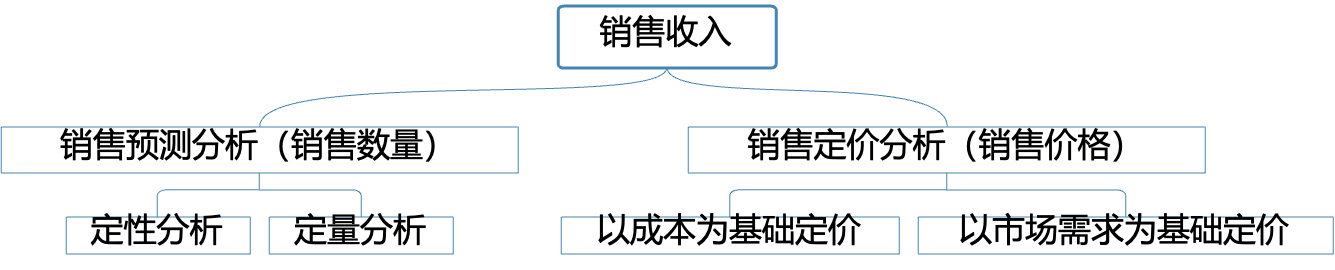 销售收入
销售预测分析（销售数量）
销售定价分析（销售价格）
定性分析
定量分析
以成本为基础定价
以市场需求为基础定价